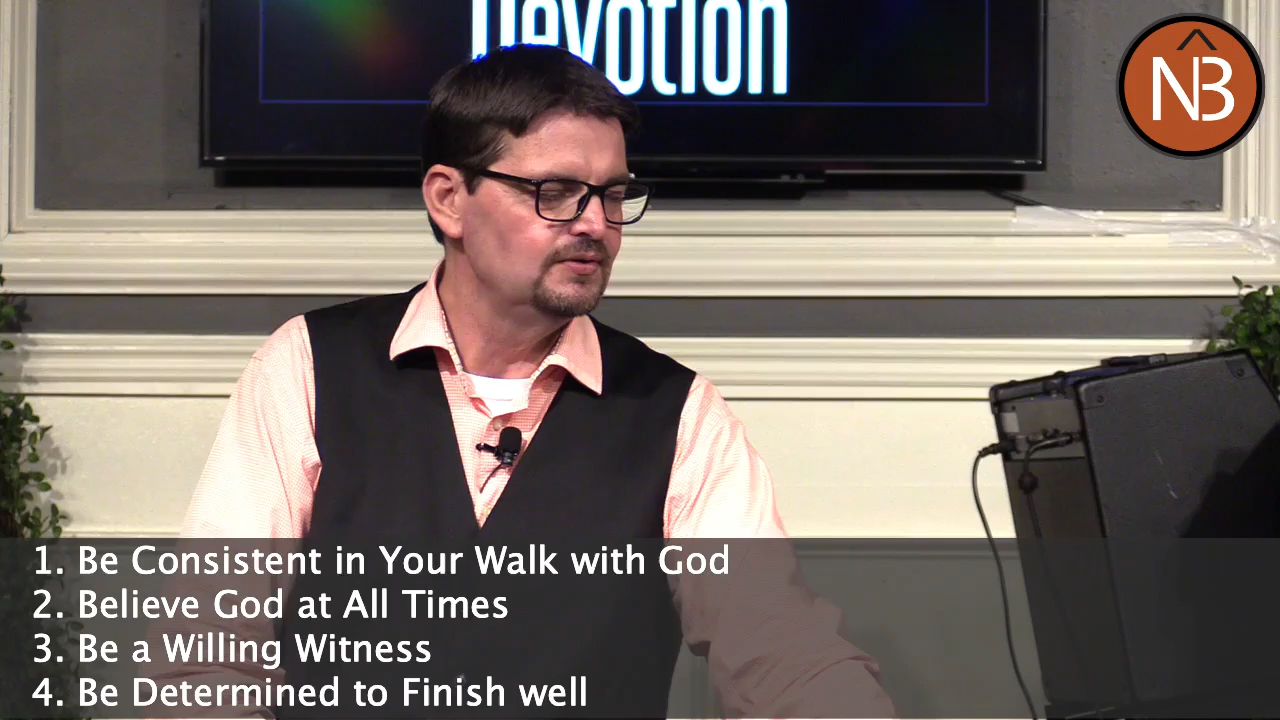 Devotion
NB
1. Be Consistent in Your Walk with God
2. Believe God at All Times
3. Be a Willing Witness
4. Be Determined to Finish well